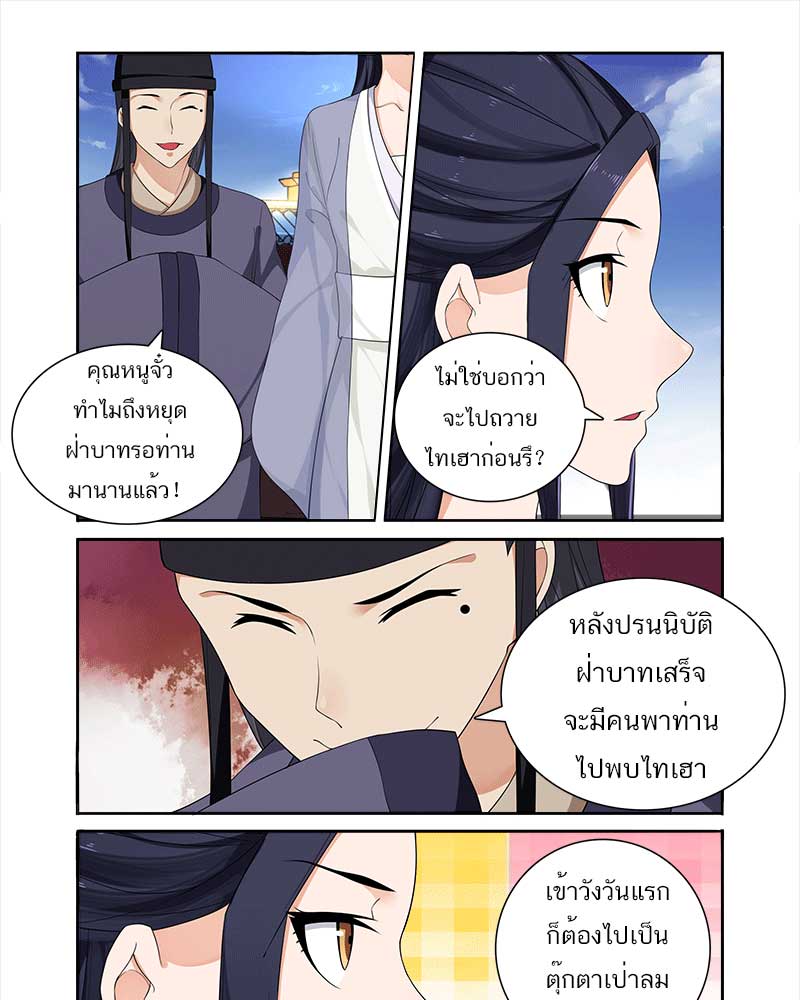 คุณหนูจั๋ว
ทำไมถึงหยุด
ฝ่าบาทรอท่าน
มานานแล้ว!
ไม่ใช่บอกว่า
จะไปถวาย
ไทเฮาก่อนรึ?
หลังปรนนิบัติ
ฝ่าบาทเสร็จ
จะมีคนพาท่าน
ไปพบไทเฮา
เข้าวังวันแรก
ก็ต้องไปเป็น
ตุ๊กตาเป่าลม